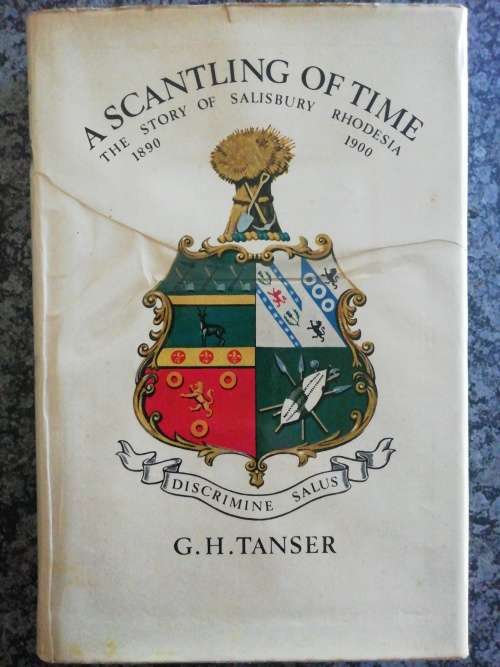 A SCANTLING OF TIME
THE STORY OF SALISBURY RHODESIA
1890 1900
DISCRIMINE SALUS
G.H.TANSER